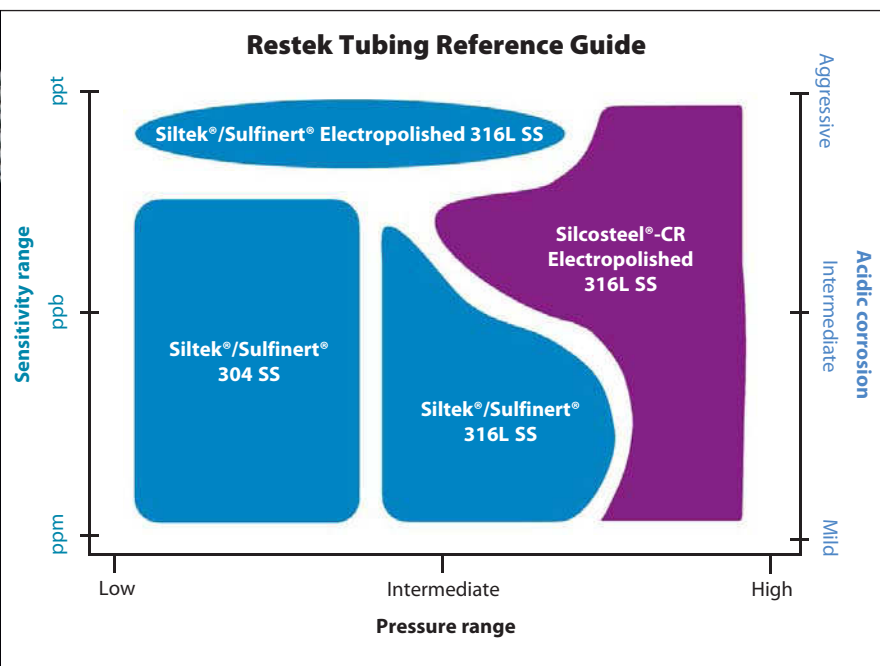 Restek Tubing Reference Guide
ppt
Aggressive
Siltek®/Sulfinert® Electropolished 316L SS
Silcosteel®-CR
Electropolished
316L SS
Sensitivity range
ppb
Intermediate
Acidic corrosion
Siltek®/Sulfinert®
304 SS
Siltek®/Sulfinert®
316L SS
ppm
Mild
Low
Intermediate
High
Pressure range